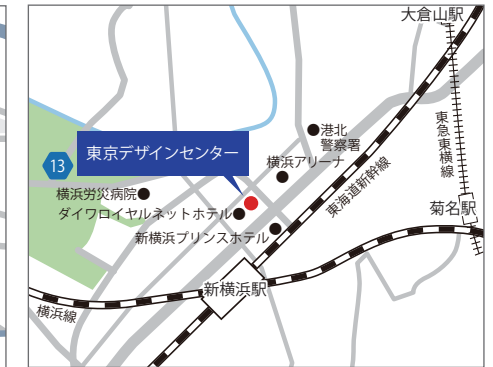 大倉山駅
港北
警察署
東急東横線
13
東京デザインセンター
横浜アリーナ
東海道新幹線
横浜労災病院
ダイワロイヤルネットホテル
菊名駅
新横浜プリンスホテル
新横浜駅
横浜線